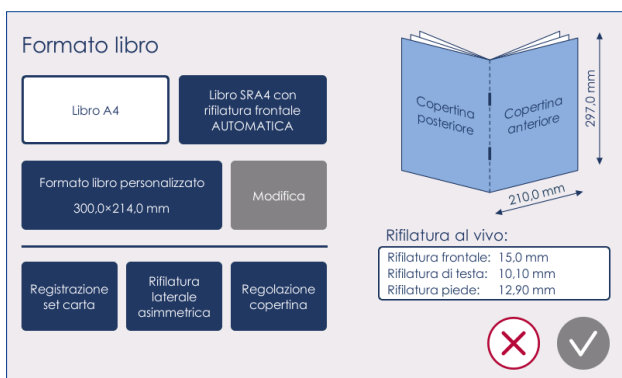 Formato libro
Libro A4
Libro SRA4 con
rifilatura frontale
AUTOMATICA
Formato libro personalizzato
300,0×214,0 mm
Modifica
Registrazione
set carta
Rifilatura
laterale
asimmetrica
Regolazione
copertina
Copertina
posteriore
Copertina
anteriore
297,0 mm
210,0 mm
Rifilatura al vivo:
Rifilatura frontale: 15,0 mm
Rifilatura di testa: 10,10 mm
Rifilatura piede: 12,90 mm